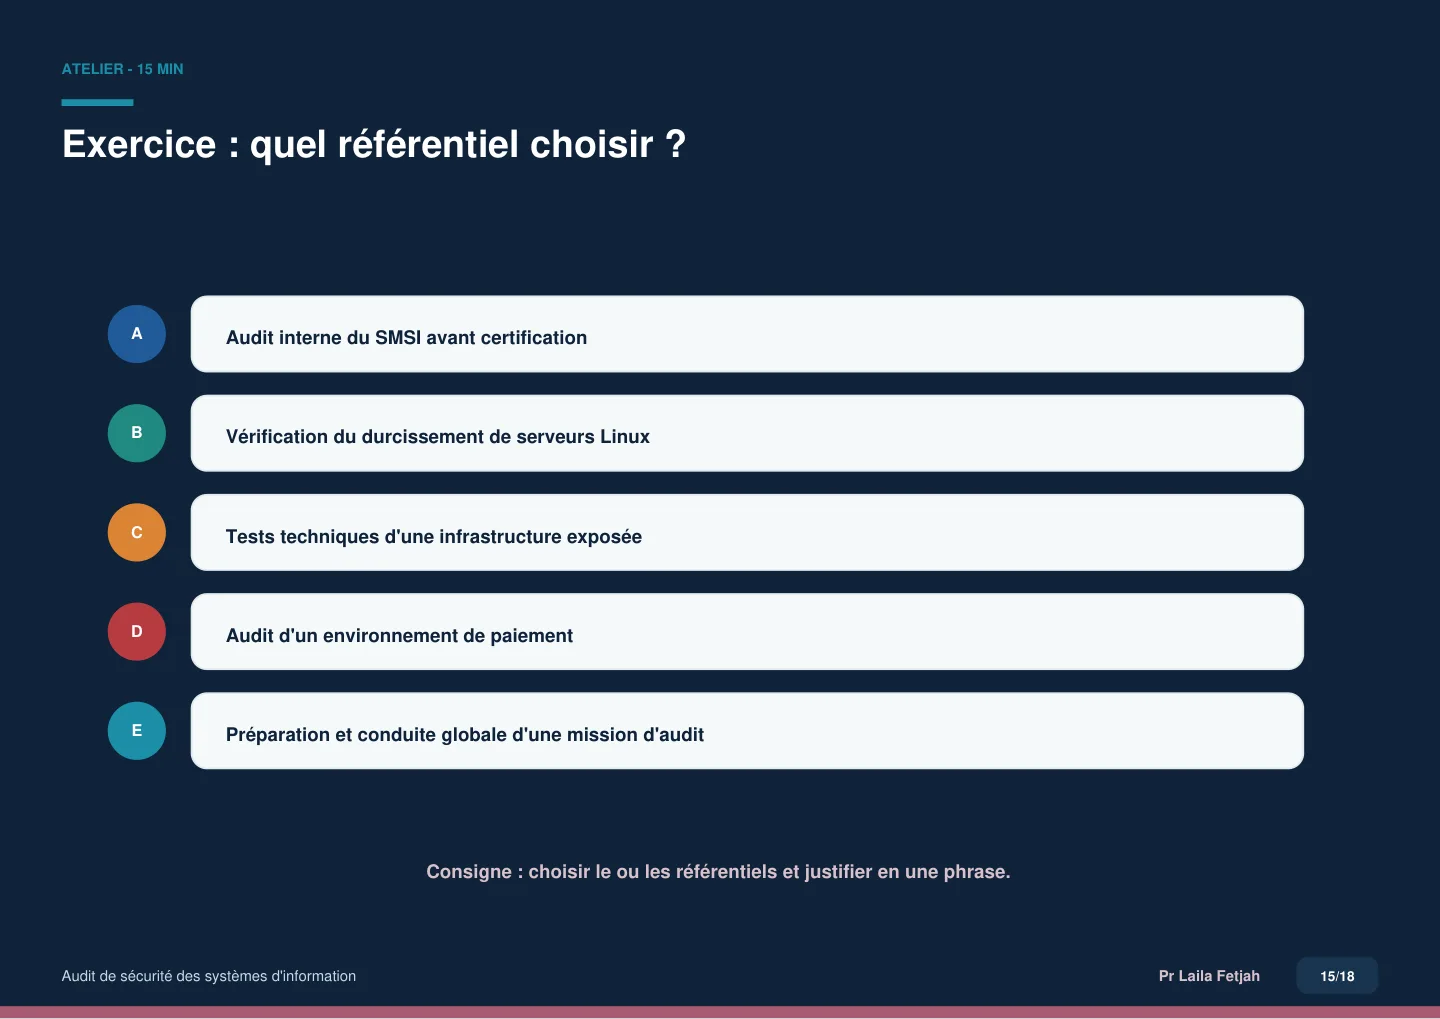 ATELIER - 15 MIN
Exercice : quel référentiel choisir ?
A
Audit interne du SMSI avant certification
B
Vérification du durcissement de serveurs Linux
C
Tests techniques d'une infrastructure exposée
D
Audit d'un environnement de paiement
E
Préparation et conduite globale d'une mission d'audit
Consigne : choisir le ou les référentiels et justifier en une phrase.
Audit de sécurité des systèmes d'information
Pr Laila Fetjah
15/18